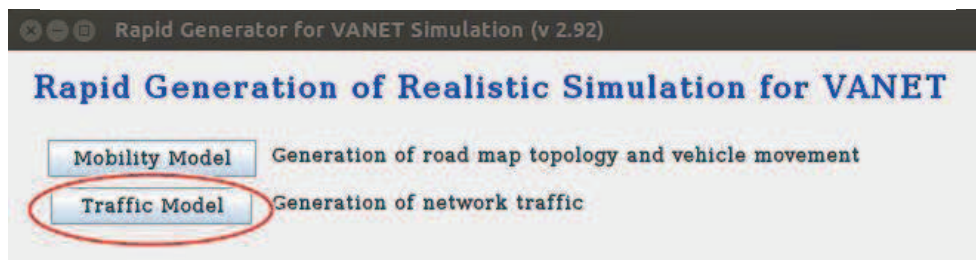 Rapid Generator for VANET Simulation (v 2.92)
Rapid Generation of Realistic Simulation for VANET
Mobility Model Generation of road map topology and vehicle movement
Traffic Model Generation of network traffic